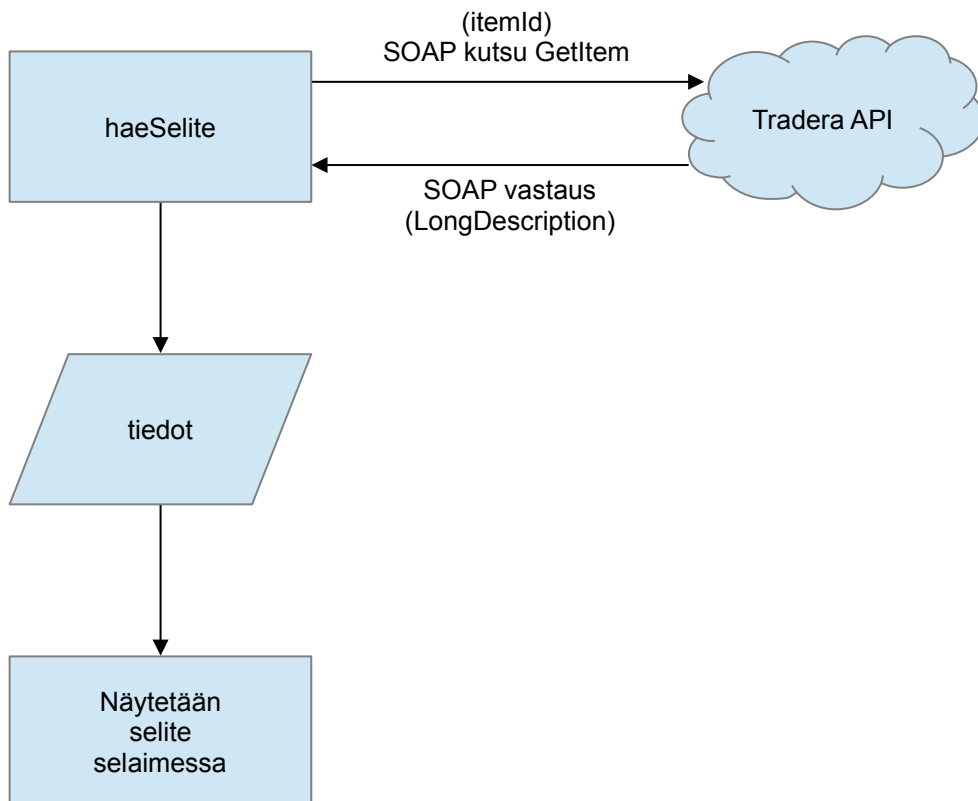 (itemId)
SOAP kutsu GetItem
haeSelite
Tradera API
SOAP vastaus
(LongDescription)
tiedot
Näytetään
selite
selaimessa